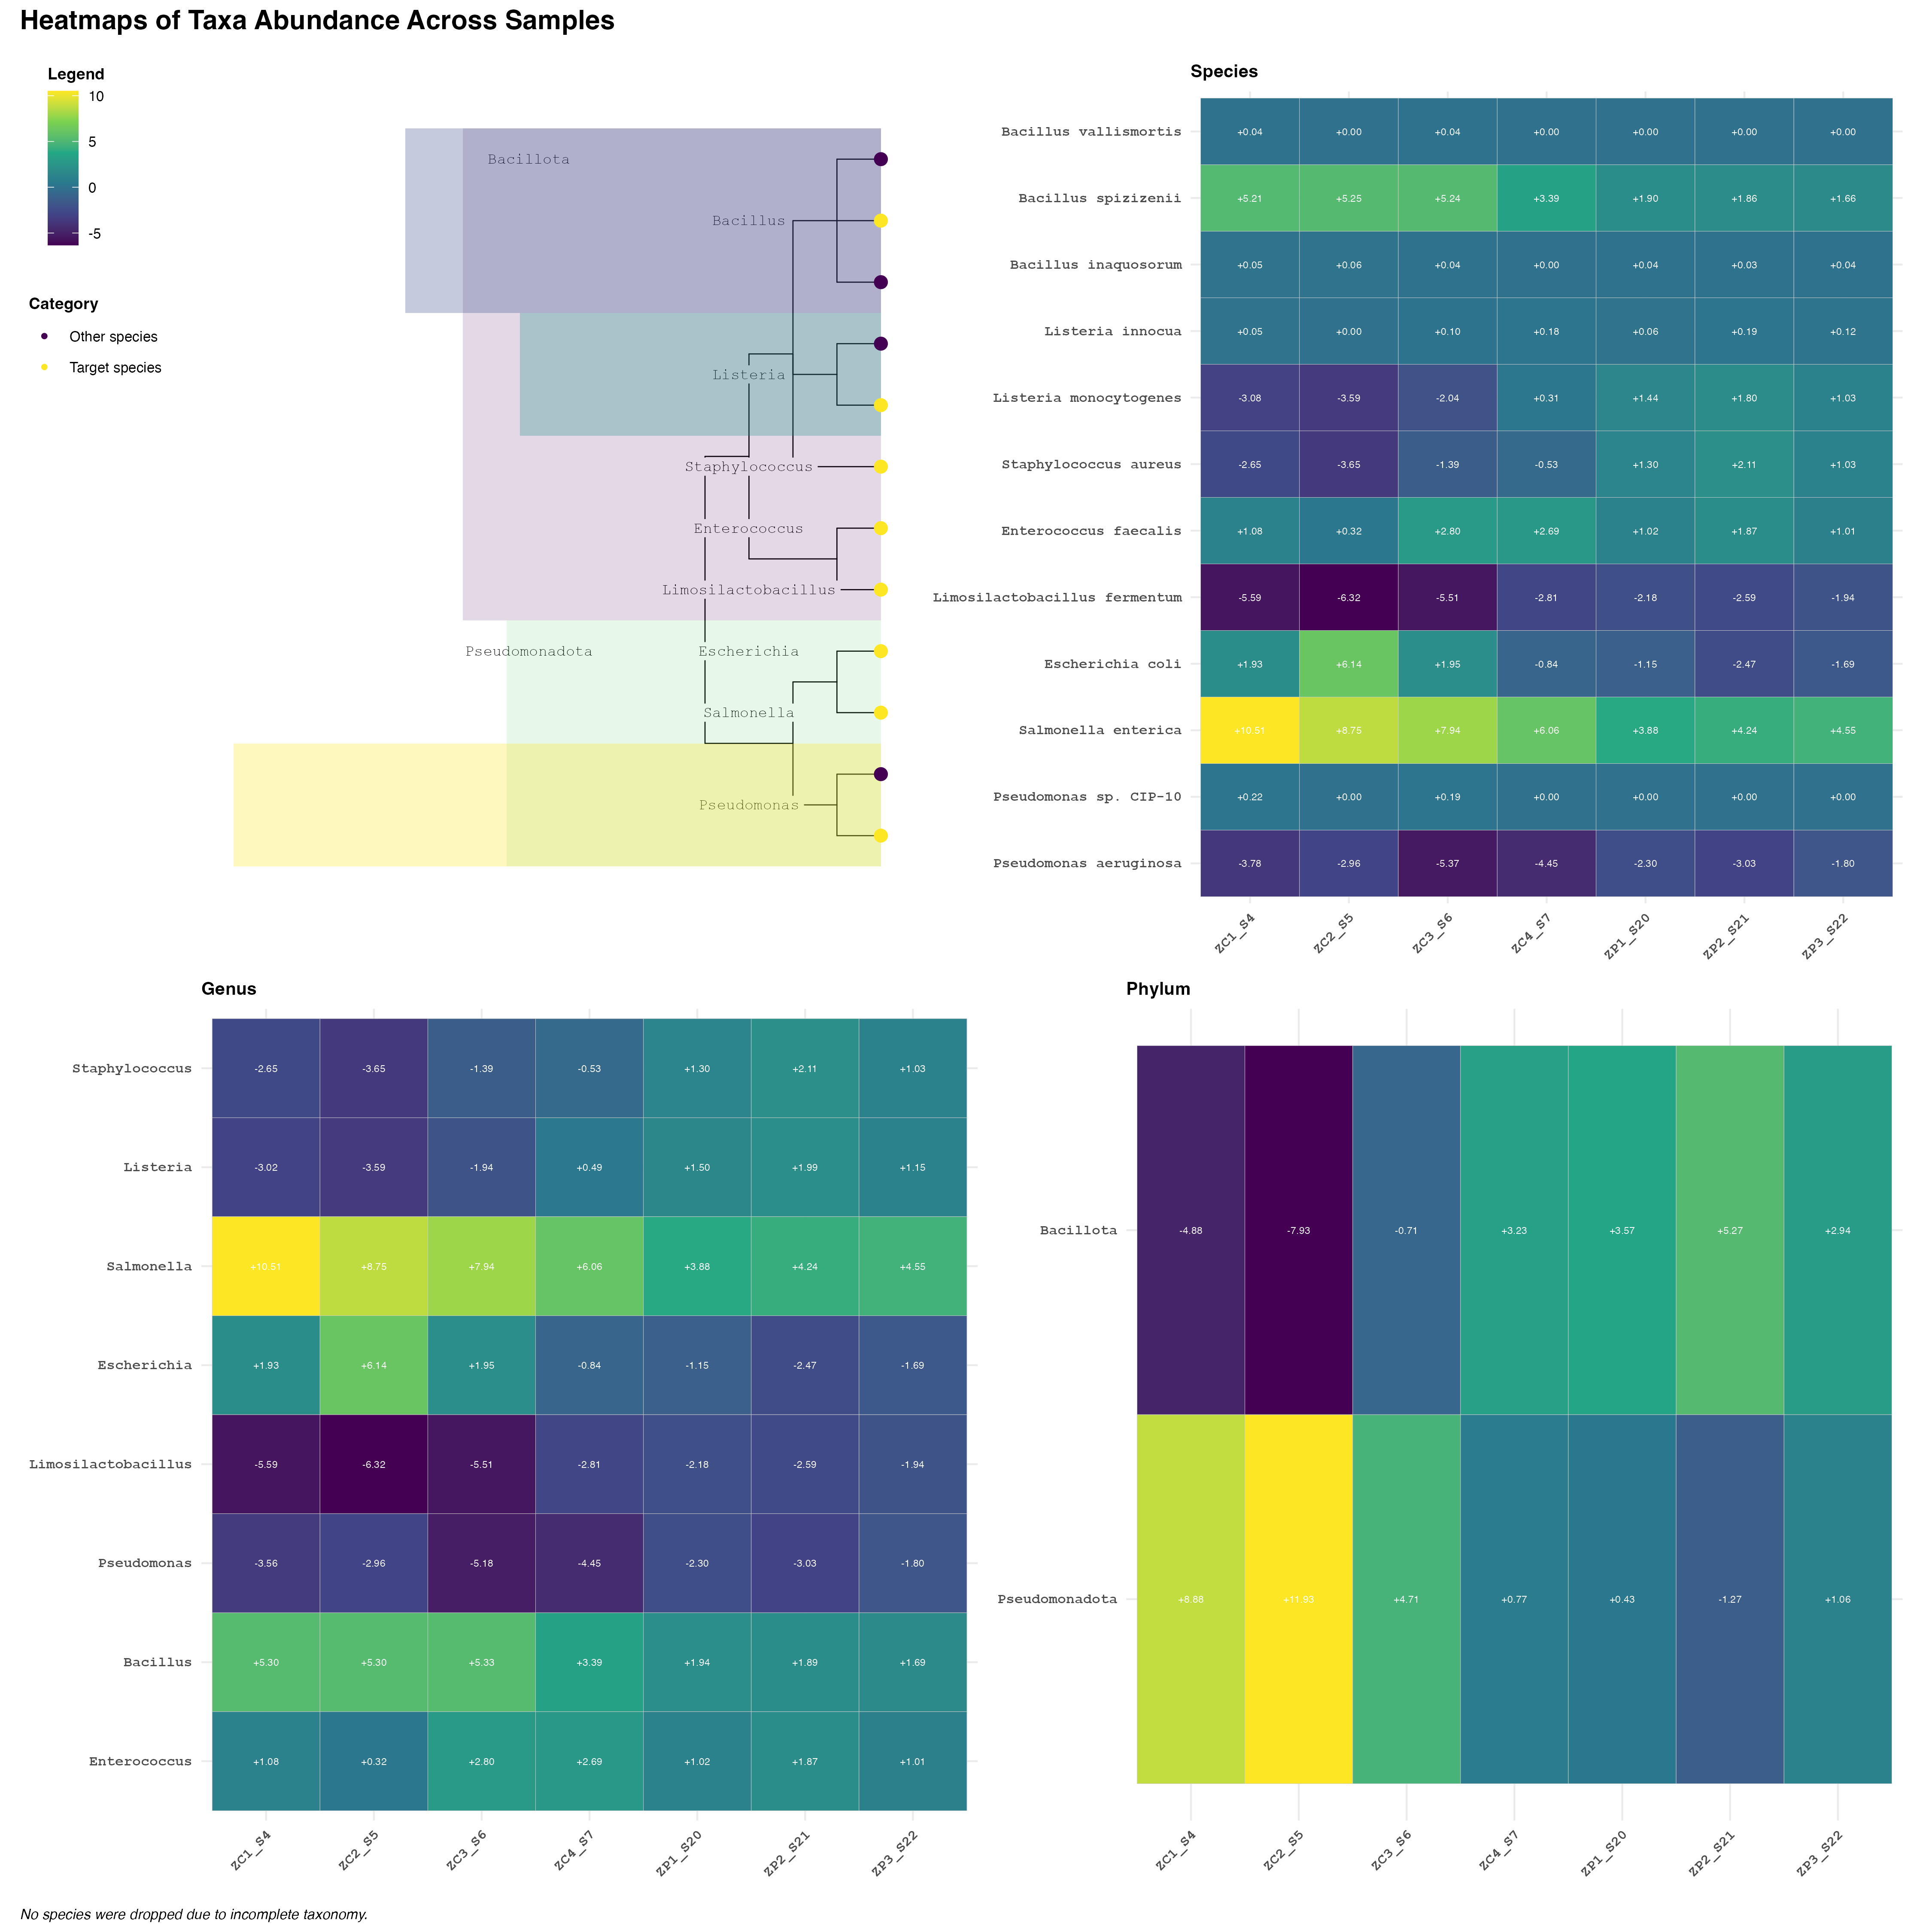 Heatmaps of Taxa Abundance Across Samples
Legend
10
5
0
-5
Category
Other species
Target species
Bacillota
Bacillus
Listeria
Staphylococcus
Enterococcus
Limosilactobacillus
Pseudomonadota
Escherichia
Salmonella
Pseudomonas
Species
Bacillus vallismortis +0.04 +0.00 +0.04 +0.00 +0.00 +0.00 +0.00
Bacillus spizizenii +5.21 +5.25 +5.24 +3.39 +1.90 +1.86 +1.66
Bacillus inaquosorum +0.05 +0.06 +0.04 +0.00 +0.04 +0.03 +0.04
Listeria innocua +0.05 +0.00 +0.10 +0.18 +0.06 +0.19 +0.12
Listeria monocytogenes -3.08 -3.59 -2.04 +0.31 +1.44 +1.80 +1.03
Staphylococcus aureus -2.65 -3.65 -1.39 -0.53 +1.30 +2.11 +1.03
Enterococcus faecalis +1.08 +0.32 +2.80 +2.69 +1.02 +1.87 +1.01
Limosilactobacillus fermentum -5.59 -6.32 -5.51 -2.81 -2.18 -2.59 -1.94
Escherichia coli +1.93 +6.14 +1.95 -0.84 -1.15 -2.47 -1.69
Salmonella enterica +10.51 +8.75 +7.94 +6.06 +3.88 +4.24 +4.55
Pseudomonas sp. CIP-10 +0.22 +0.00 +0.19 +0.00 +0.00 +0.00 +0.00
Pseudomonas aeruginosa -3.78 -2.96 -5.37 -4.45 -2.30 -3.03 -1.80
ZC1_S4 ZC2_S5 ZC3_S6 ZC4_S7 ZP1_S20 ZP2_S21 ZP3_S22
Genus
Staphylococcus -2.65 -3.65 -1.39 -0.53 +1.30 +2.11 +1.03
Listeria -3.02 -3.59 -1.94 +0.49 +1.50 +1.99 +1.15
Salmonella +10.51 +8.75 +7.94 +6.06 +3.88 +4.24 +4.55
Escherichia +1.93 +6.14 +1.95 -0.84 -1.15 -2.47 -1.69
Limosilactobacillus -5.59 -6.32 -5.51 -2.81 -2.18 -2.59 -1.94
Pseudomonas -3.56 -2.96 -5.18 -4.45 -2.30 -3.03 -1.80
Bacillus +5.30 +5.30 +5.33 +3.39 +1.94 +1.89 +1.69
Enterococcus +1.08 +0.32 +2.80 +2.69 +1.02 +1.87 +1.01
ZC1_S4 ZC2_S5 ZC3_S6 ZC4_S7 ZP1_S20 ZP2_S21 ZP3_S22
Phylum
Bacillota -4.88 -7.93 -0.71 +3.23 +3.57 +5.27 +2.94
Pseudomonadota +8.88 +11.93 +4.71 +0.77 +0.43 -1.27 +1.06
ZC1_S4 ZC2_S5 ZC3_S6 ZC4_S7 ZP1_S20 ZP2_S21 ZP3_S22
No species were dropped due to incomplete taxonomy.